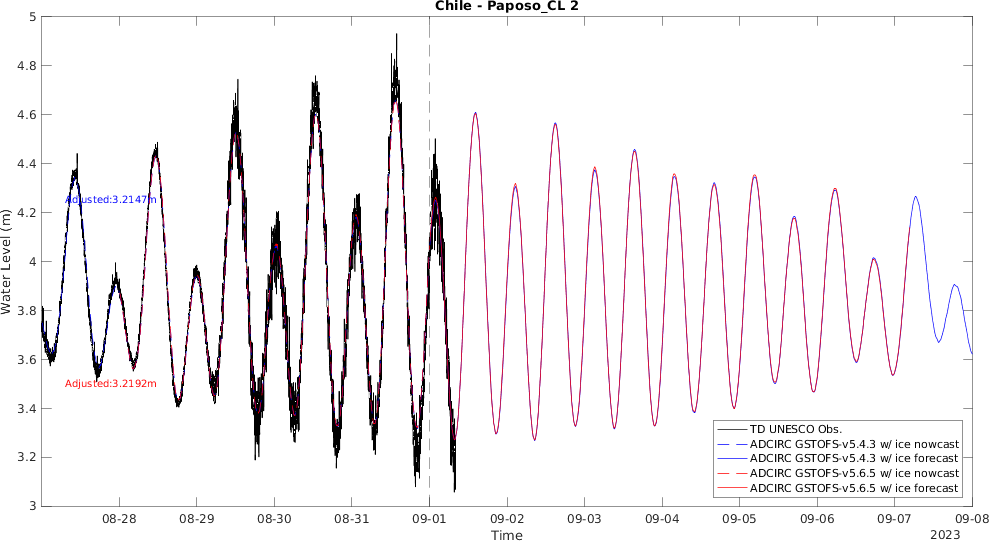 Chile - Paposo_CL 2
Water Level (m)
5
4.8
4.6
4.4
4.2
4
3.8
3.6
3.4
3.2
3
Adjusted:3.2147m
Adjusted:3.2192m
TD UNESCO Obs.
ADCIRC GSTOFS-v5.4.3 w/ ice nowcast
ADCIRC GSTOFS-v5.4.3 w/ ice forecast
ADCIRC GSTOFS-v5.6.5 w/ ice nowcast
ADCIRC GSTOFS-v5.6.5 w/ ice forecast
08-28 08-29 08-30 08-31 09-01 09-02 09-03 09-04 09-05 09-06 09-07 09-08
Time
2023